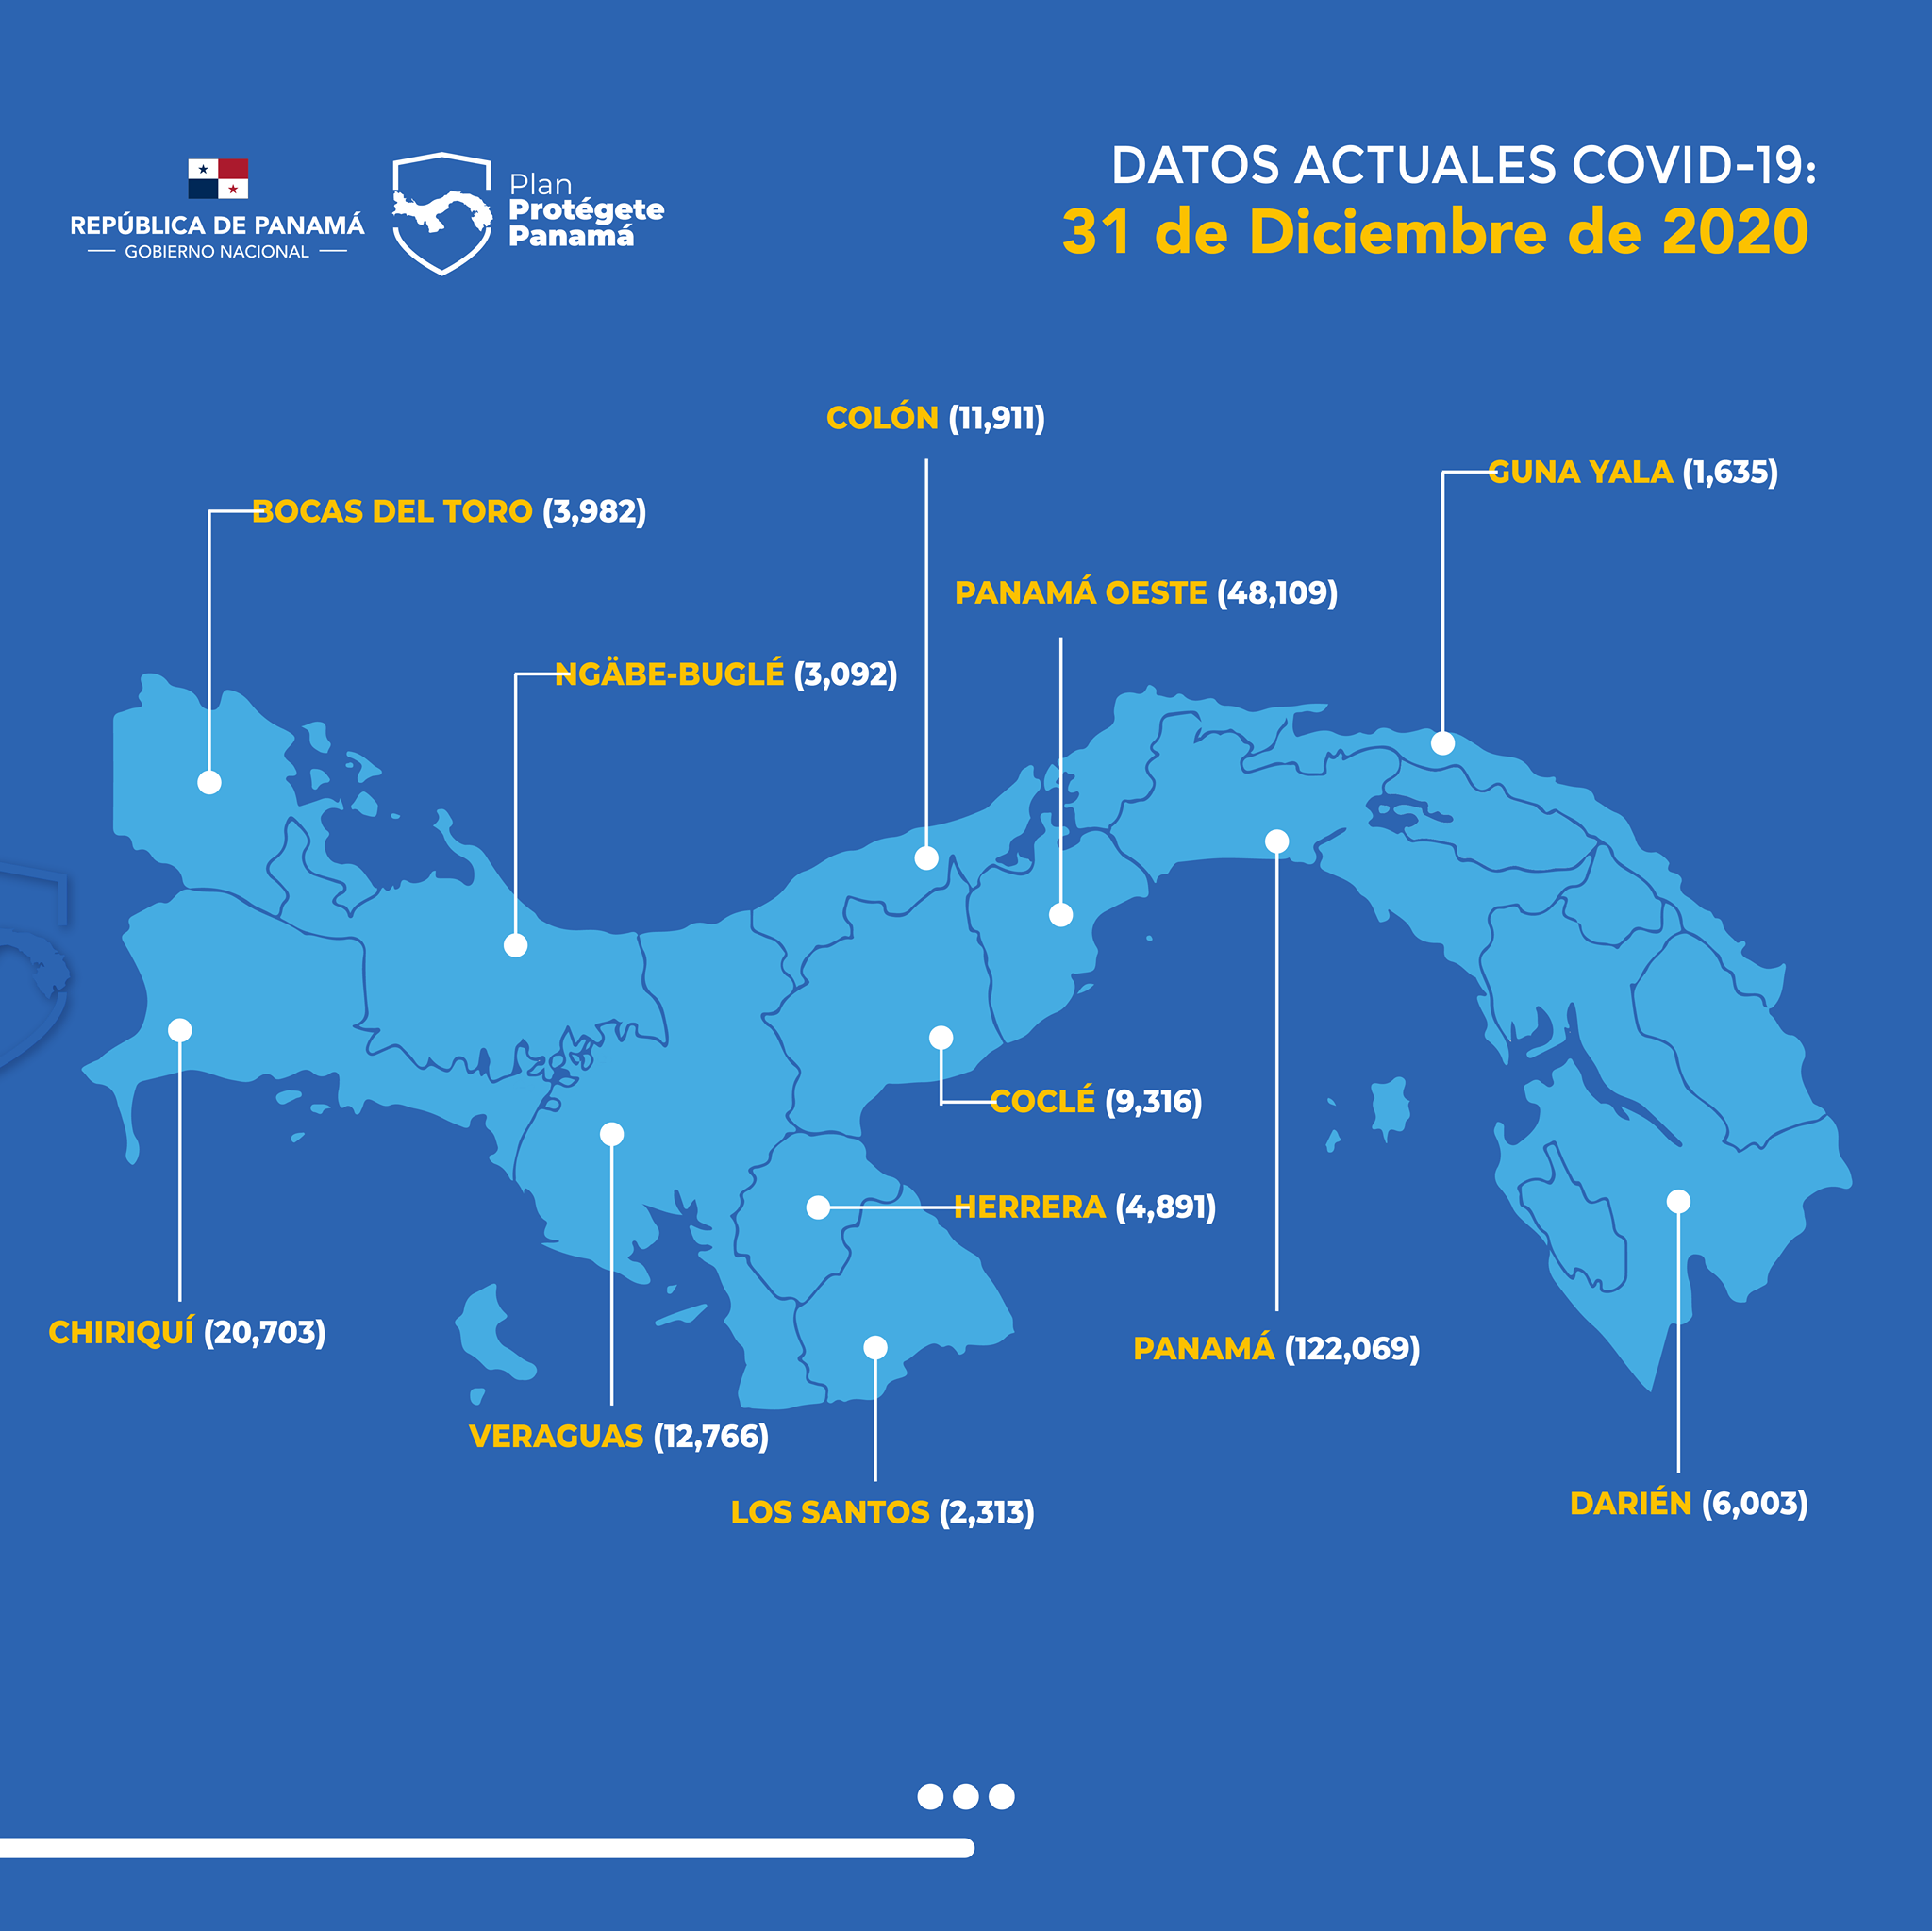 REPÚBLICA DE PANAMÁ
GOBIERNO NACIONAL
Plan
Protégete
Panamá
DATOS ACTUALES COVID-19:
31 de Diciembre de 2020
COLÓN (11,911)
GUNA YALA (1,635)
BOCAS DEL TORO (3,982)
PANAMÁ OESTE (48,109)
NGÄBE-BUGLÉ (3,092)
COCLÉ (9,316)
HERRERA (4,891)
CHIRIQUÍ (20,703)
PANAMÁ (122,069)
VERAGUAS (12,766)
LOS SANTOS (2,313)
DARIÉN (6,003)